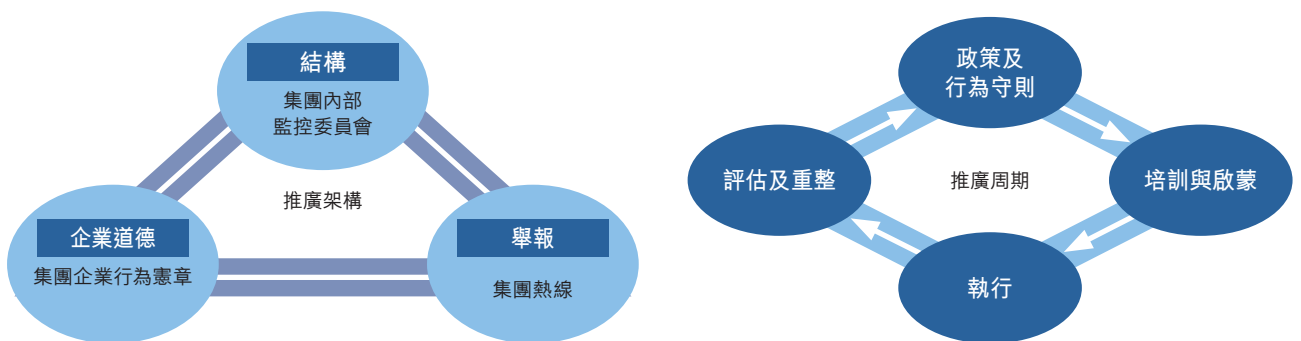 結構
集團內部
監控委員會
推廣架構
企業道德
集團企業行為憲章
舉報
集團熱線
政策及
行為守則
評估及重整
推廣周期
培訓與啟蒙
執行